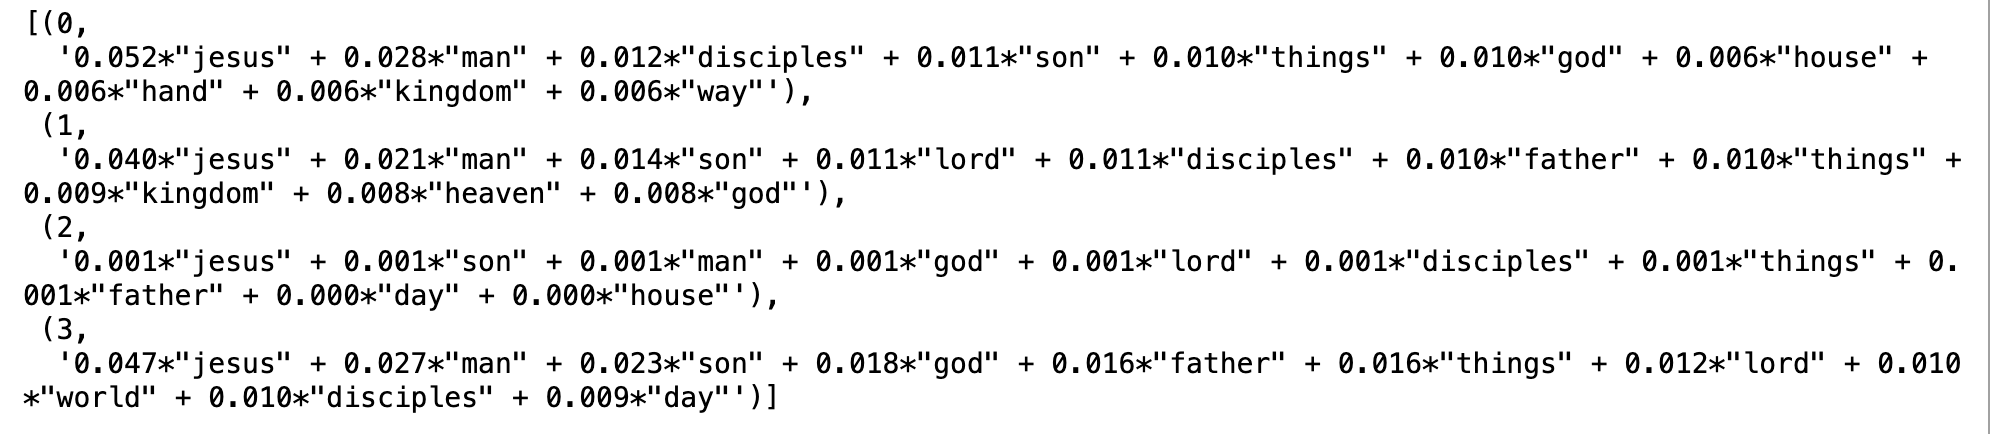 [(0,
'0.052*"jesus" + 0.028*"man" + 0.012*"disciples" + 0.011*"son" + 0.010*"things" + 0.010*"god" + 0.006*"house" +
0.006*"hand" + 0.006*"kingdom" + 0.006*"way"'),
(1,
'0.040*"jesus" + 0.021*"man" + 0.014*"son" + 0.011*"lord" + 0.011*"disciples" + 0.010*"father" + 0.010*"things" +
0.009*"kingdom" + 0.008*"heaven" + 0.008*"god"'),
(2,
'0.001*"jesus" + 0.001*"son" + 0.001*"man" + 0.001*"god" + 0.001*"lord" + 0.001*"disciples" + 0.001*"things" + 0.
001*"father" + 0.000*"day" + 0.000*"house"'),
(3,
'0.047*"jesus" + 0.027*"man" + 0.023*"son" + 0.018*"god" + 0.016*"father" + 0.016*"things" + 0.012*"lord" + 0.010
*"world" + 0.010*"disciples" + 0.009*"day"')]